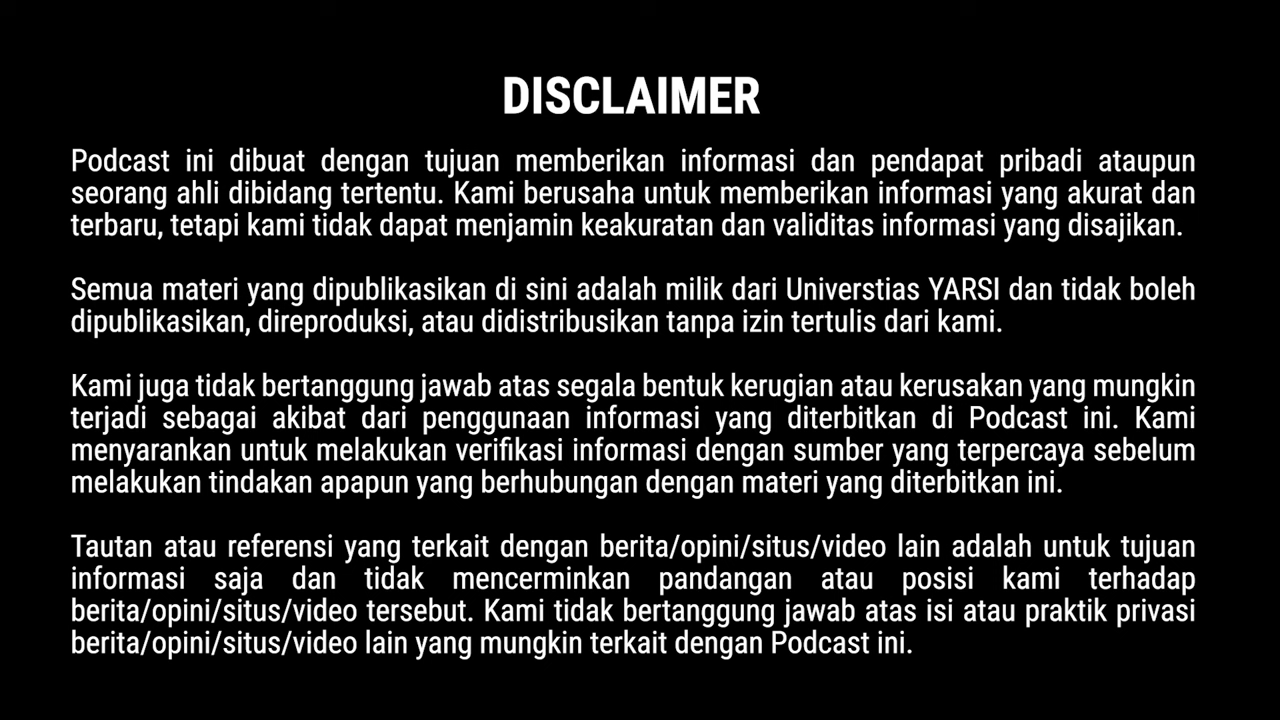 DISCLAIMER
Podcast ini dibuat dengan tujuan memberikan informasi dan pendapat pribadi ataupun
seorang ahli dibidang tertentu. Kami berusaha untuk memberikan informasi yang akurat dan
terbaru, tetapi kami tidak dapat menjamin keakuratan dan validitas informasi yang disajikan.
Semua materi yang dipublikasikan di sini adalah milik dari Universtias YARSI dan tidak boleh
dipublikasikan, direproduksi, atau didistribusikan tanpa izin tertulis dari kami.
Kami juga tidak bertanggung jawab atas segala bentuk kerugian atau kerusakan yang mungkin
terjadi sebagai akibat dari penggunaan informasi yang diterbitkan di Podcast ini. Kami
menyarankan untuk melakukan verifikasi informasi dengan sumber yang terpercaya sebelum
melakukan tindakan apapun yang berhubungan dengan materi yang diterbitkan ini.
Tautan atau referensi yang terkait dengan berita/opini/situs/video lain adalah untuk tujuan
informasi saja dan tidak mencerminkan pandangan atau posisi kami terhadap
berita/opini/situs/video tersebut. Kami tidak bertanggung jawab atas isi atau praktik privasi
berita/opini/situs/video lain yang mungkin terkait dengan Podcast ini.